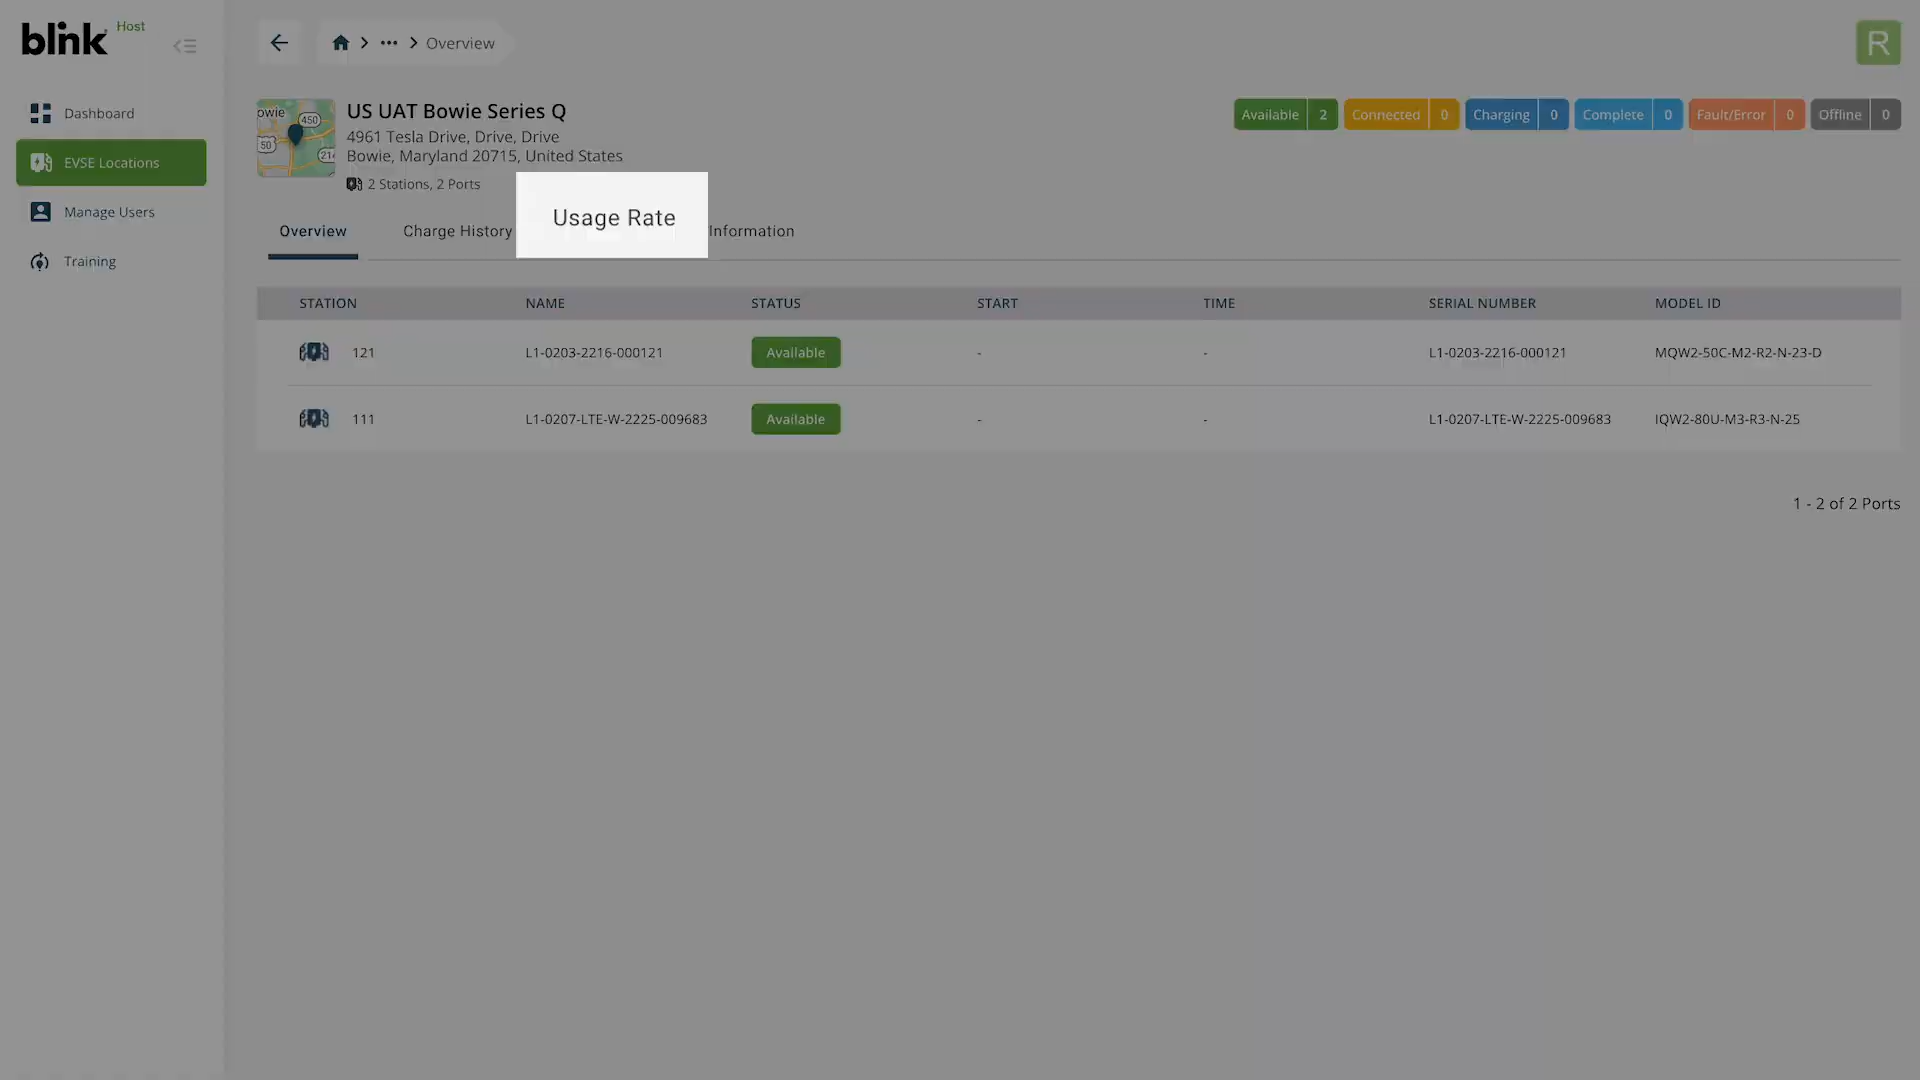 blink Host
Overview
R
Dashboard
EVSE Locations
Manage Users
Training
owie
450
50
214
US UAT Bowie Series Q
4961 Tesla Drive, Drive, Drive
Bowie, Maryland 20715, United States
2 Stations, 2 Ports
Available 2 Connected 0 Charging 0 Complete 0 Fault/Error 0 Offline 0
Overview Charge History Usage Rate Information
STATION NAME STATUS START TIME SERIAL NUMBER MODEL ID
121 L1-0203-2216-000121 Available - - L1-0203-2216-000121 MQW2-50C-M2-R2-N-23-D
111 L1-0207-LTE-W-2225-009683 Available - - L1-0207-LTE-W-2225-009683 IQW2-80U-M3-R3-N-25
1 - 2 of 2 Ports